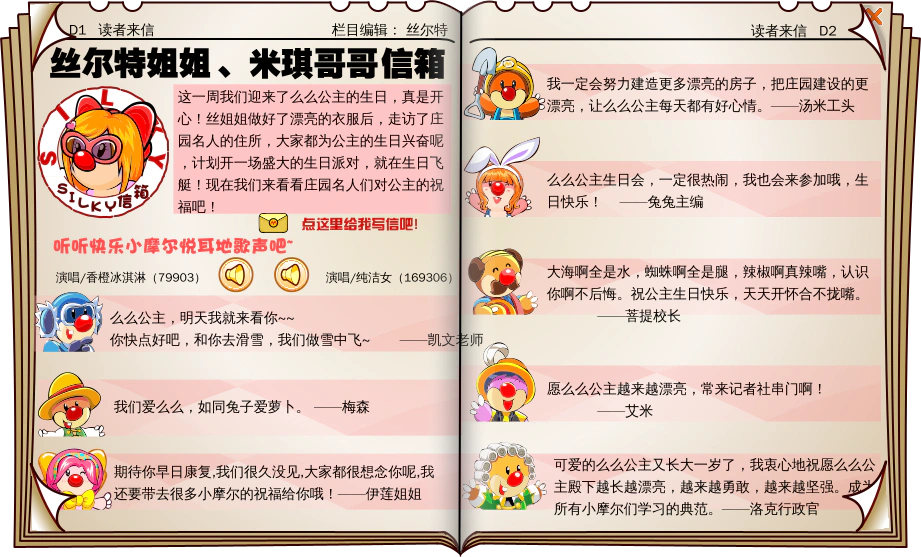 D1 读者来信
栏目编辑： 丝尔特
丝尔特姐姐、米琪哥哥信箱
SILKY
SILKY信箱
这一周我们迎来了么么公主的生日，真是开
心！丝姐姐做好了漂亮的衣服后，走访了庄
园名人的住所，大家都为公主的生日兴奋呢
，计划开一场盛大的生日派对，就在生日飞
艇！现在我们来看看庄园名人们对公主的祝
福吧！
点这里给我写信吧!
听听快乐小摩尔悦耳地歌声吧~
演唱/香橙冰淇淋（79903）
演唱/纯洁女（169306）
么么公主，明天我就来看你~~
你快点好吧，和你去滑雪，我们做雪中飞~ ——凯文老师
我们爱么么，如同兔子爱萝卜。 ——梅森
期待你早日康复,我们很久没见,大家都很想念你呢,我
还要带去很多小摩尔的祝福给你哦！——伊莲姐姐
读者来信 D2
我一定会努力建造更多漂亮的房子，把庄园建设的更
漂亮，让么么公主每天都有好心情。——汤米工头
么么公主生日会，一定很热闹，我也会来参加哦，生
日快乐！ ——兔兔主编
大海啊全是水，蜘蛛啊全是腿，辣椒啊真辣嘴，认识
你啊不后悔。祝公主生日快乐，天天开怀合不拢嘴。
——菩提校长
愿么么公主越来越漂亮，常来记者社串门啊！
——艾米
可爱的么么公主又长大一岁了，我衷心地祝愿么么公
主殿下越长越漂亮，越来越勇敢，越来越坚强。成为
所有小摩尔们学习的典范。——洛克行政官